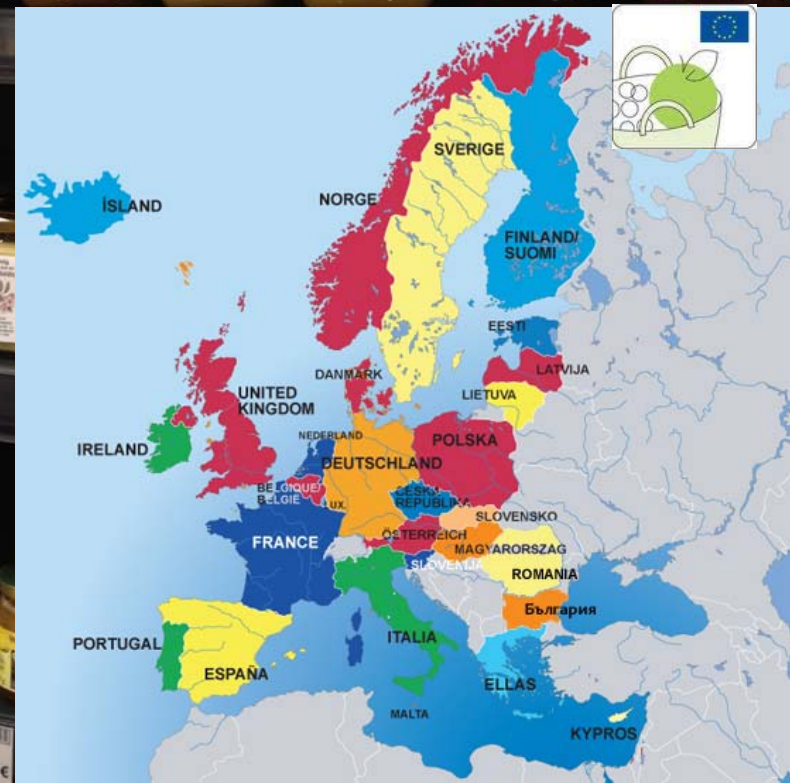 ÍSLAND
NORGE
SVERIGE
FINLAND/
SUOMI
EESTI
LATVIJA
LIETUVA
DANMARK
UNITED
KINGDOM
IRELAND
NEDERLAND
POLSKA
DEUTSCHLAND
BELGIQUE/
BELGIË
LUX.
ČESKÁ
REPUBLIKA
SLOVENSKO
FRANCE
ÖSTERREICH
MAGYARORSZAG
SLOVENIJA
ROMANIA
България
PORTUGAL
ESPAÑA
ITALIA
ELLAS
MALTA
KYPROS
€